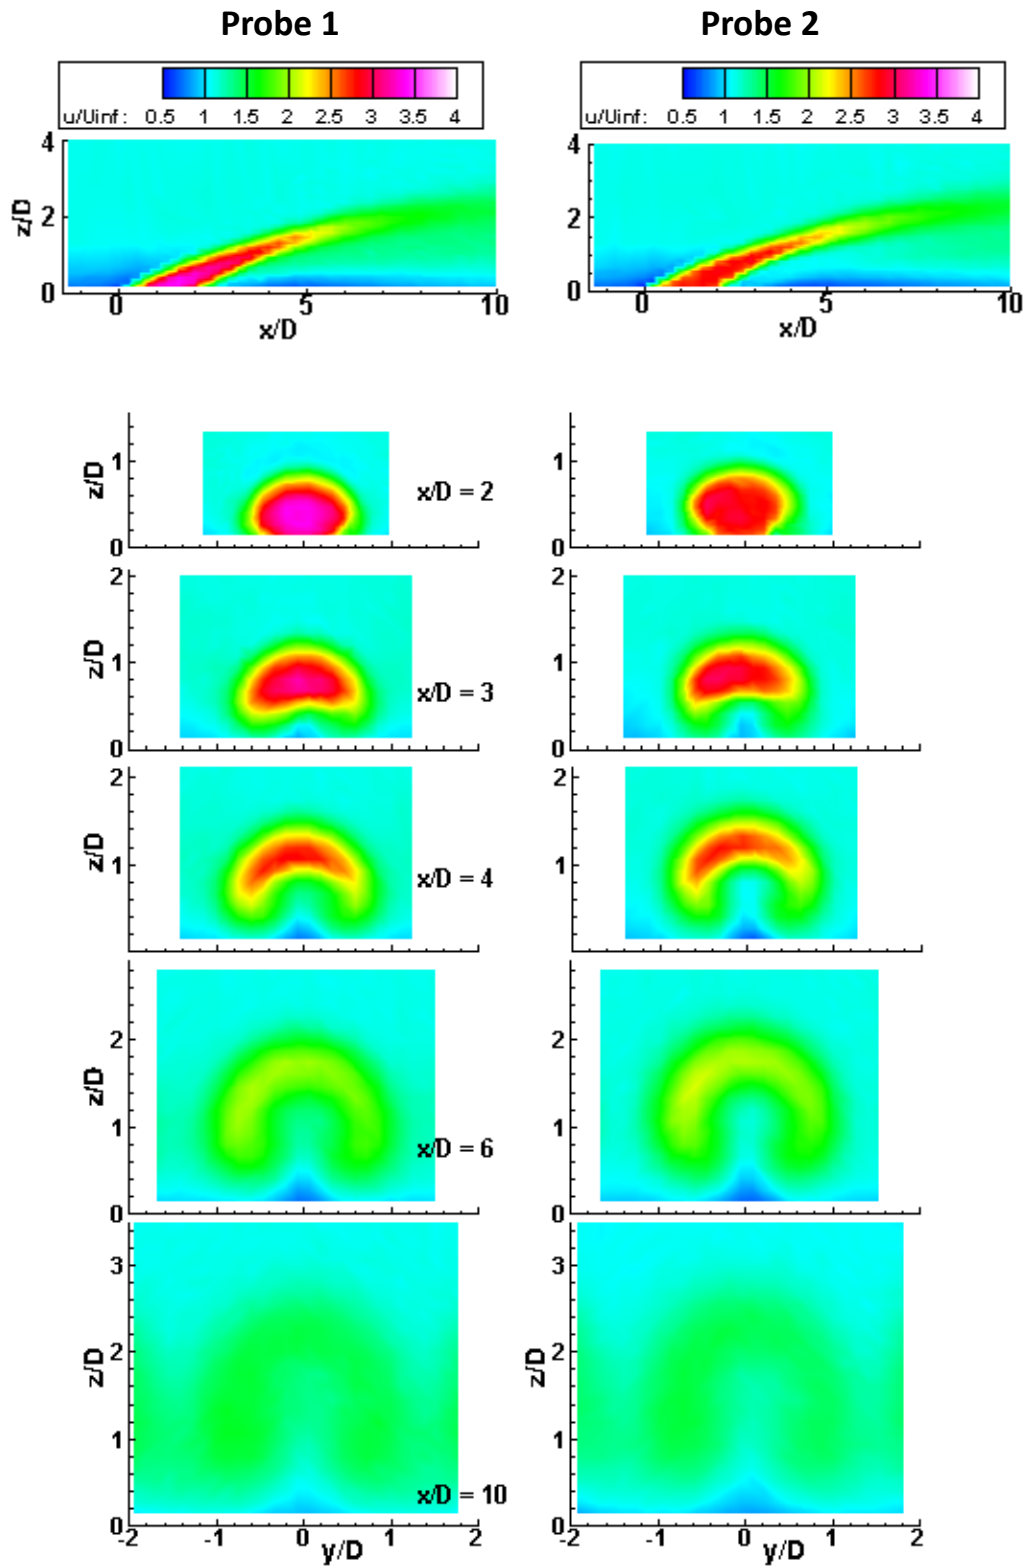 Probe 1 Probe 2
u/Uinf: 0.5 1 1.5 2 2.5 3 3.5 4 u/Uinf: 0.5 1 1.5 2 2.5 3 3.5 4
4 4
z/D 2 2
0 0
0 5 10 0 5 10
x/D x/D
z/D 1 x/D = 2 1
0 0
2 2
z/D 1 x/D = 3 1
0 0
2 2
z/D 1 x/D = 4 1
2 2
z/D 1 x/D = 6 1
0 0
3 3
z/D 2 z/D 2
1 1
x/D = 10
0 0
-2 -1 0 1 2 -2 -1 0 1 2
y/D y/D